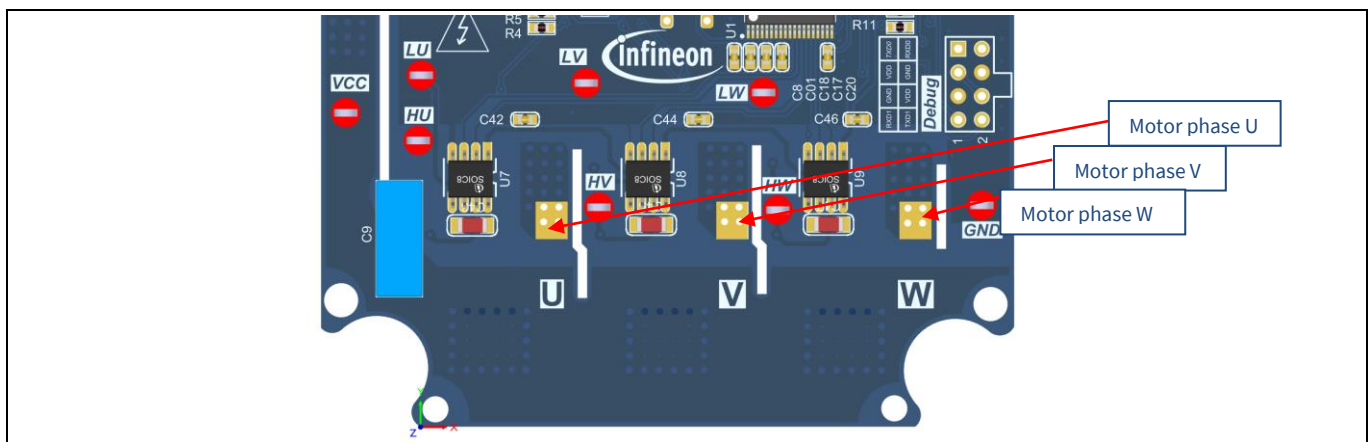 R5
R4
U1
R11
LU
LV
infineon
VCC
LW
C8
C01
C18
C17
C20
TXD0
RXD0
VDD
GND
GND
VDD
RXD1
TXD1
Debug
1
2
HU
C42
C44
C46
Motor phase U
Motor phase V
Motor phase W
SOIC8
U7
SOIC8
U8
SOIC8
U9
HV
HW
GND
C9
U
V
W
Y
Z
X